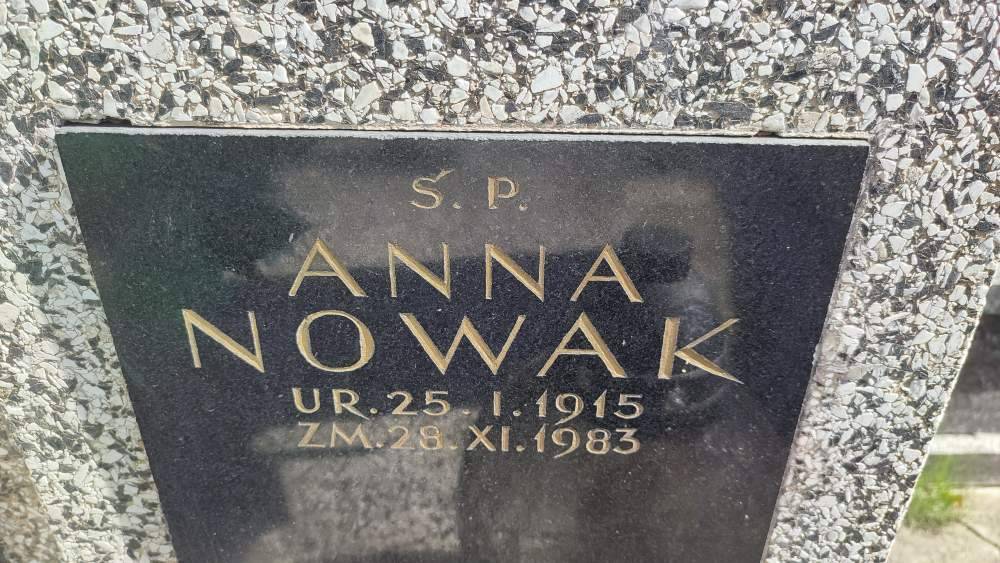 Ś. P.
ANNA
NOWAK
UR. 25. I. 1915
ZM. 28. XI. 1983